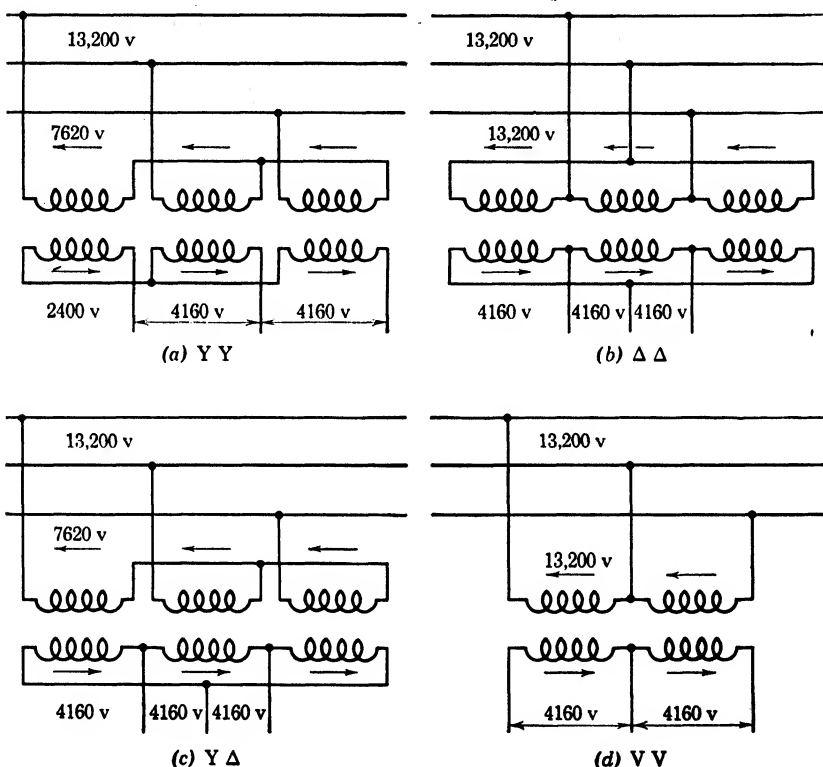 13,200 v
7620 v
2400 v
4160 v
4160 v
(a) Y Y
13,200 v
13,200 v
4160 v
4160 v
4160 v
(b) Δ Δ
13,200 v
7620 v
4160 v
4160 v
4160 v
(c) Y Δ
13,200 v
13,200 v
4160 v
4160 v
(d) V V